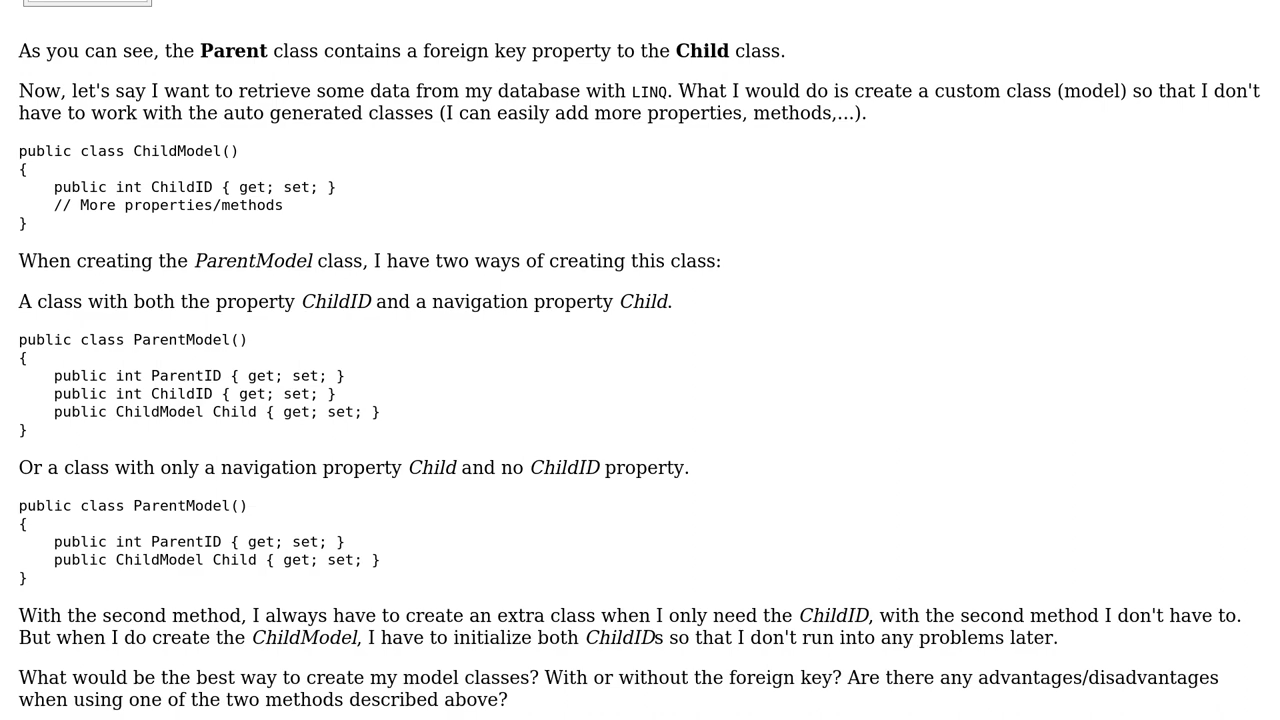 As you can see, the Parent class contains a foreign key property to the Child class.
Now, let's say I want to retrieve some data from my database with LINQ. What I would do is create a custom class (model) so that I don't
have to work with the auto generated classes (I can easily add more properties, methods,...).
public class ChildModel()
{
    public int ChildID { get; set; }
    // More properties/methods
}
When creating the ParentModel class, I have two ways of creating this class:
A class with both the property ChildID and a navigation property Child.
public class ParentModel()
{
    public int ParentID { get; set; }
    public int ChildID { get; set; }
    public ChildModel Child { get; set; }
}
Or a class with only a navigation property Child and no ChildID property.
public class ParentModel()
{
    public int ParentID { get; set; }
    public ChildModel Child { get; set; }
}
With the second method, I always have to create an extra class when I only need the ChildID, with the second method I don't have to.
But when I do create the ChildModel, I have to initialize both ChildIDs so that I don't run into any problems later.
What would be the best way to create my model classes? With or without the foreign key? Are there any advantages/disadvantages
when using one of the two methods described above?